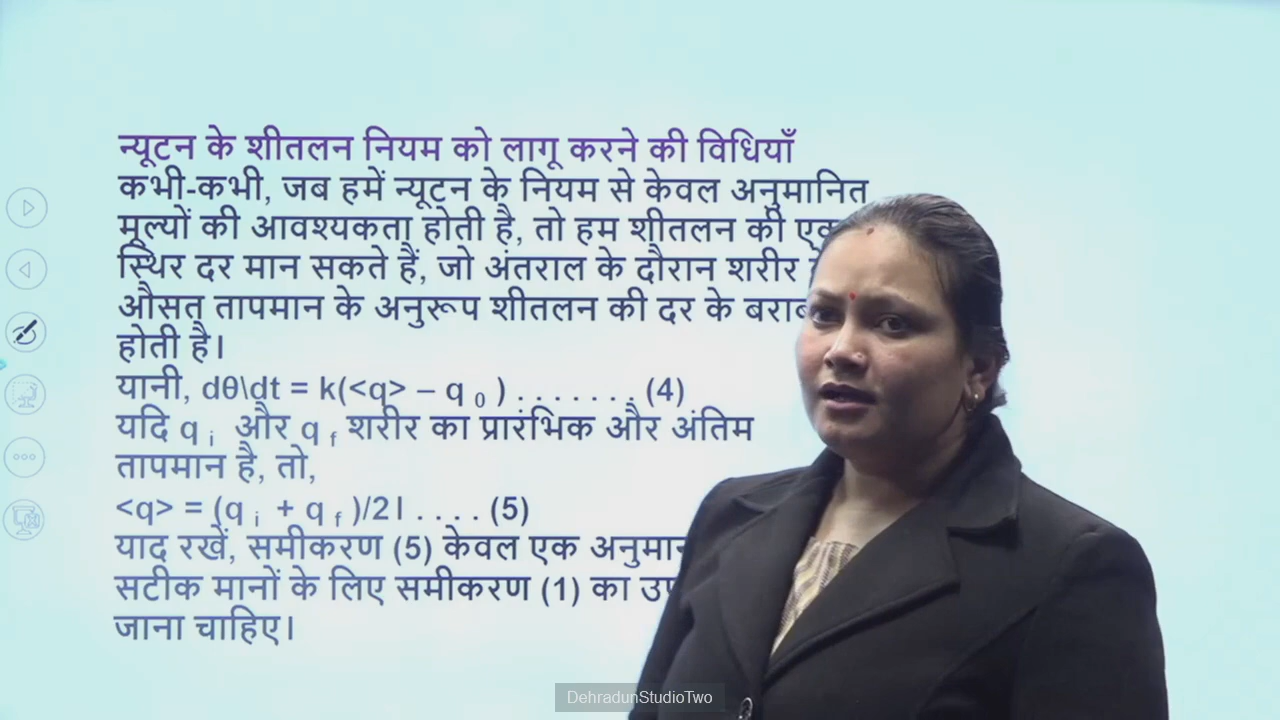 न्यूटन के शीतलन नियम को लागू करने की विधियाँ
कभी-कभी, जब हमें न्यूटन के नियम से केवल अनुमानित
मूल्यों की आवश्यकता होती है, तो हम शीतलन की एक
स्थिर दर मान सकते हैं, जो अंतराल के दौरान शरीर
औसत तापमान के अनुरूप शीतलन की दर के
होती है।
यानी, dθ\dt = k(<q> – q ₀ ) . . . . . . . (4)
यदि q ᵢ और q f शरीर का प्रारंभिक और अंतिम
तापमान है, तो,
<q> = (q ᵢ + q f )/2 l . . . . (5)
याद रखें, समीकरण (5) केवल एक
सटीक मानों के लिए समीकरण (1) का
जाना चाहिए।
DehradunStudioTwo